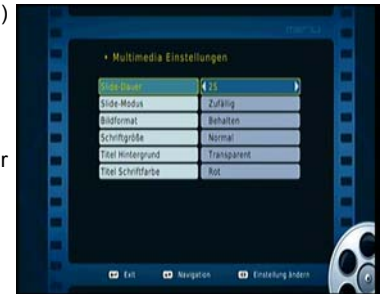 )
• Multimedia Einstellungen
Slide-Dauer 2S
Slide-Modus Zufällig
Bildformat Behalten
Schriftgröße Normal
Titel Hintergrund Transparent
r
Titel Schriftfarbe Rot
Exit Navigation Einstellung ändern